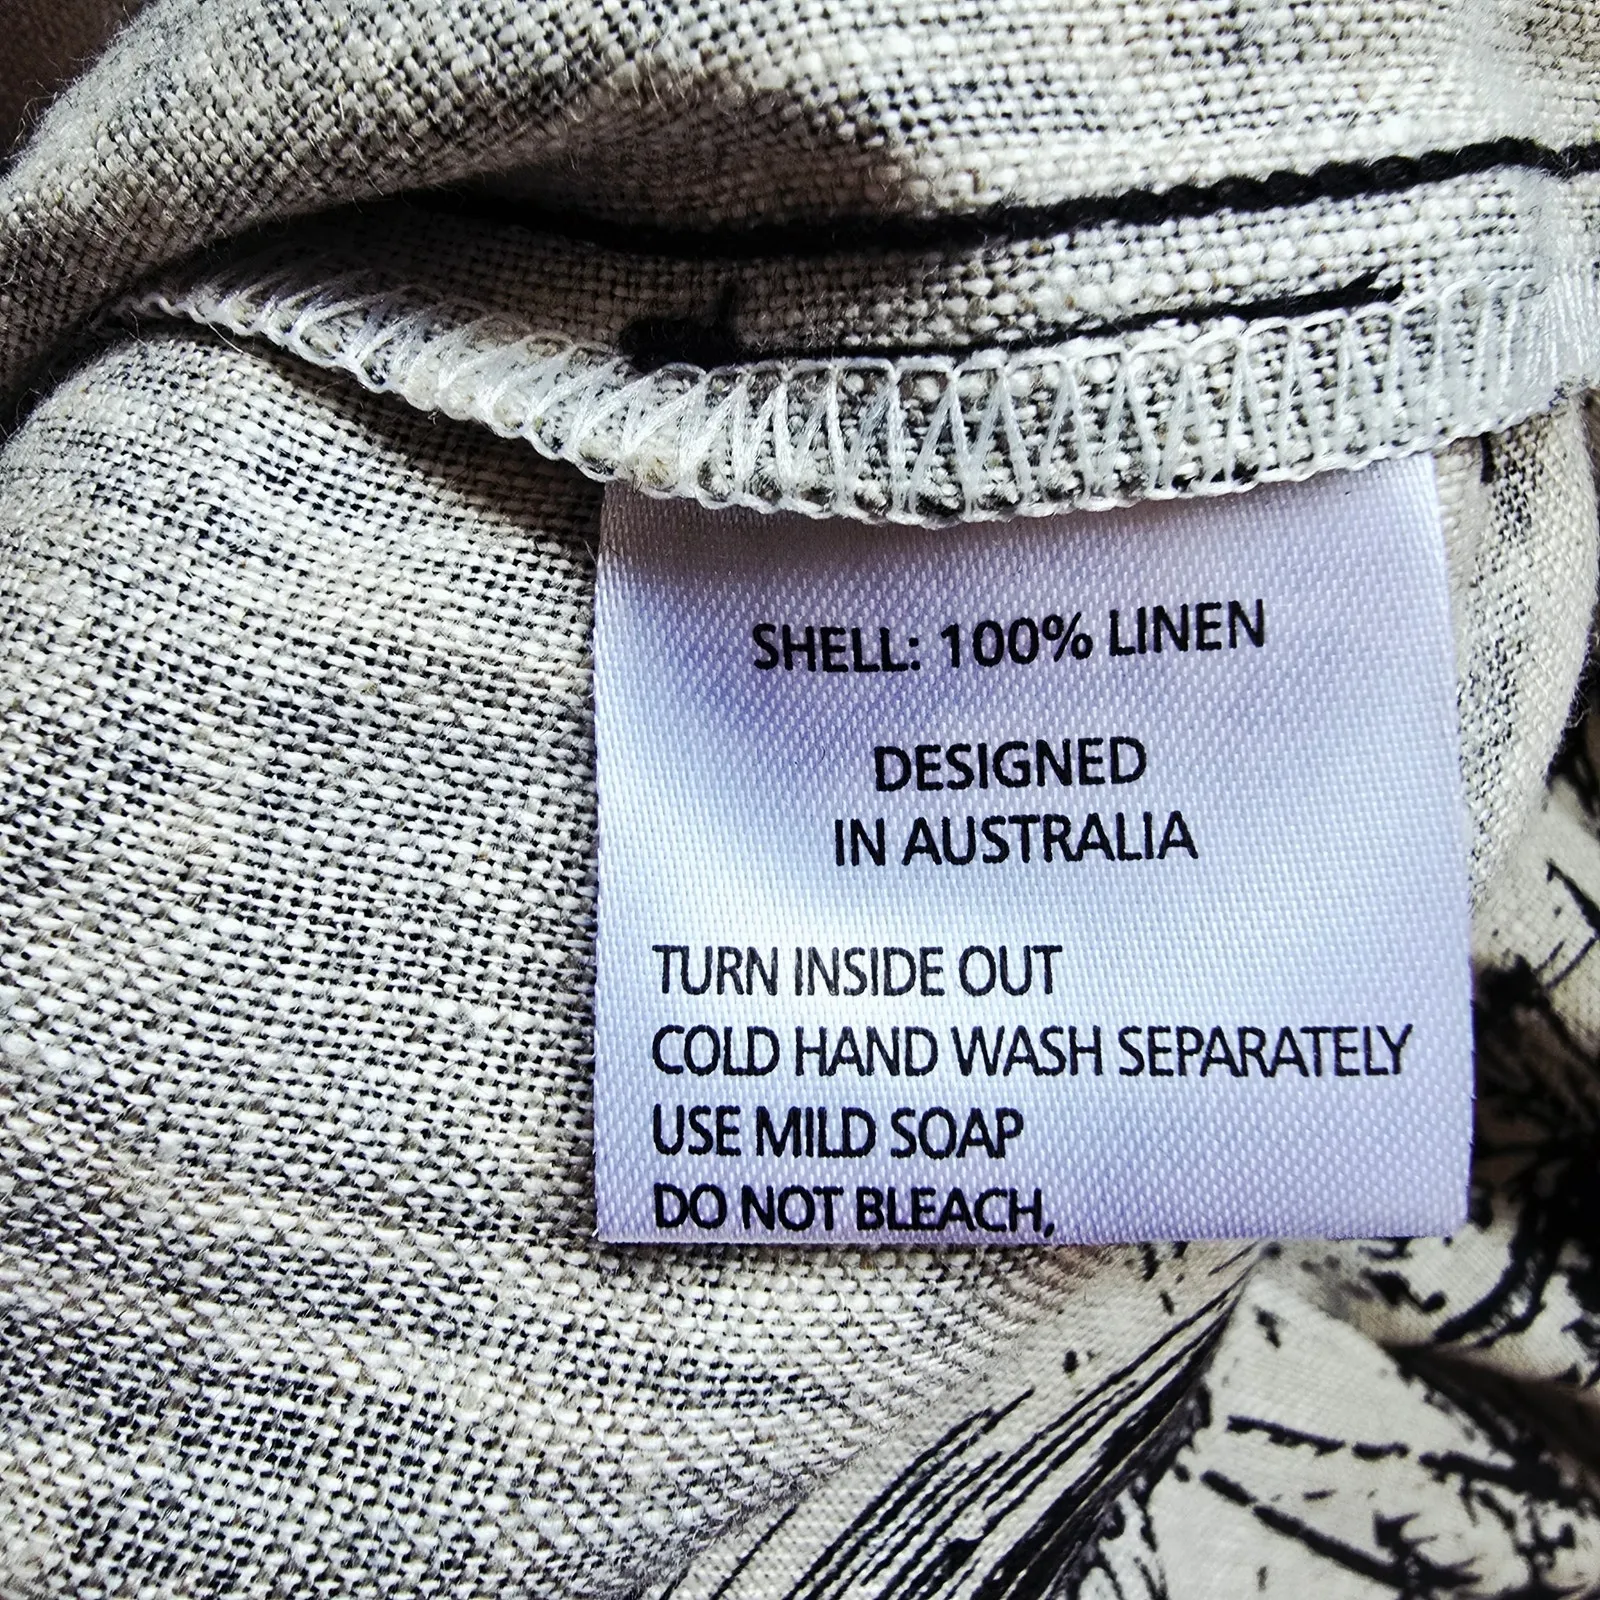 SHELL: 100% LINEN
DESIGNED
IN AUSTRALIA
TURN INSIDE OUT
COLD HAND WASH SEPARATELY
USE MILD SOAP
DO NOT BLEACH,